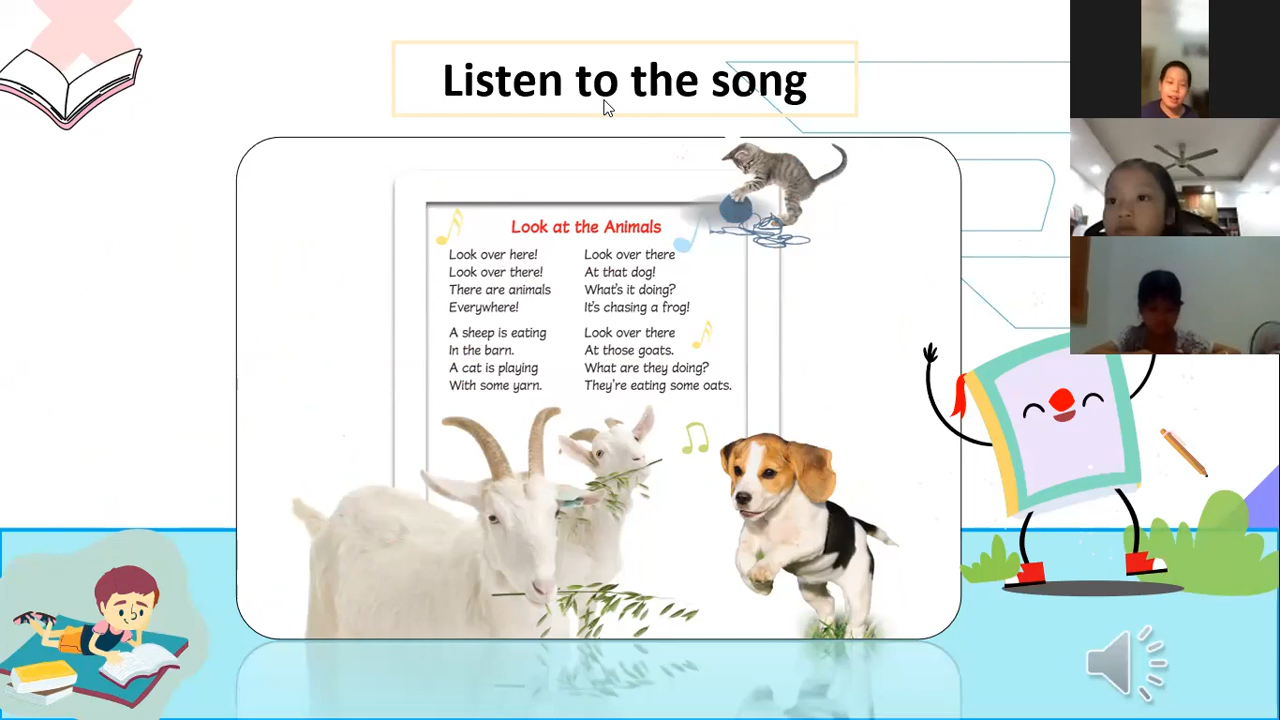 Listen to the song
Look at the Animals
Look over here!
Look over there!
There are animals
Everywhere!
A sheep is eating
In the barn.
A cat is playing
With some yarn.
Look over there
At that dog!
What's it doing?
It's chasing a frog!
Look over there
At those goats.
What are they doing?
They're eating some oats.